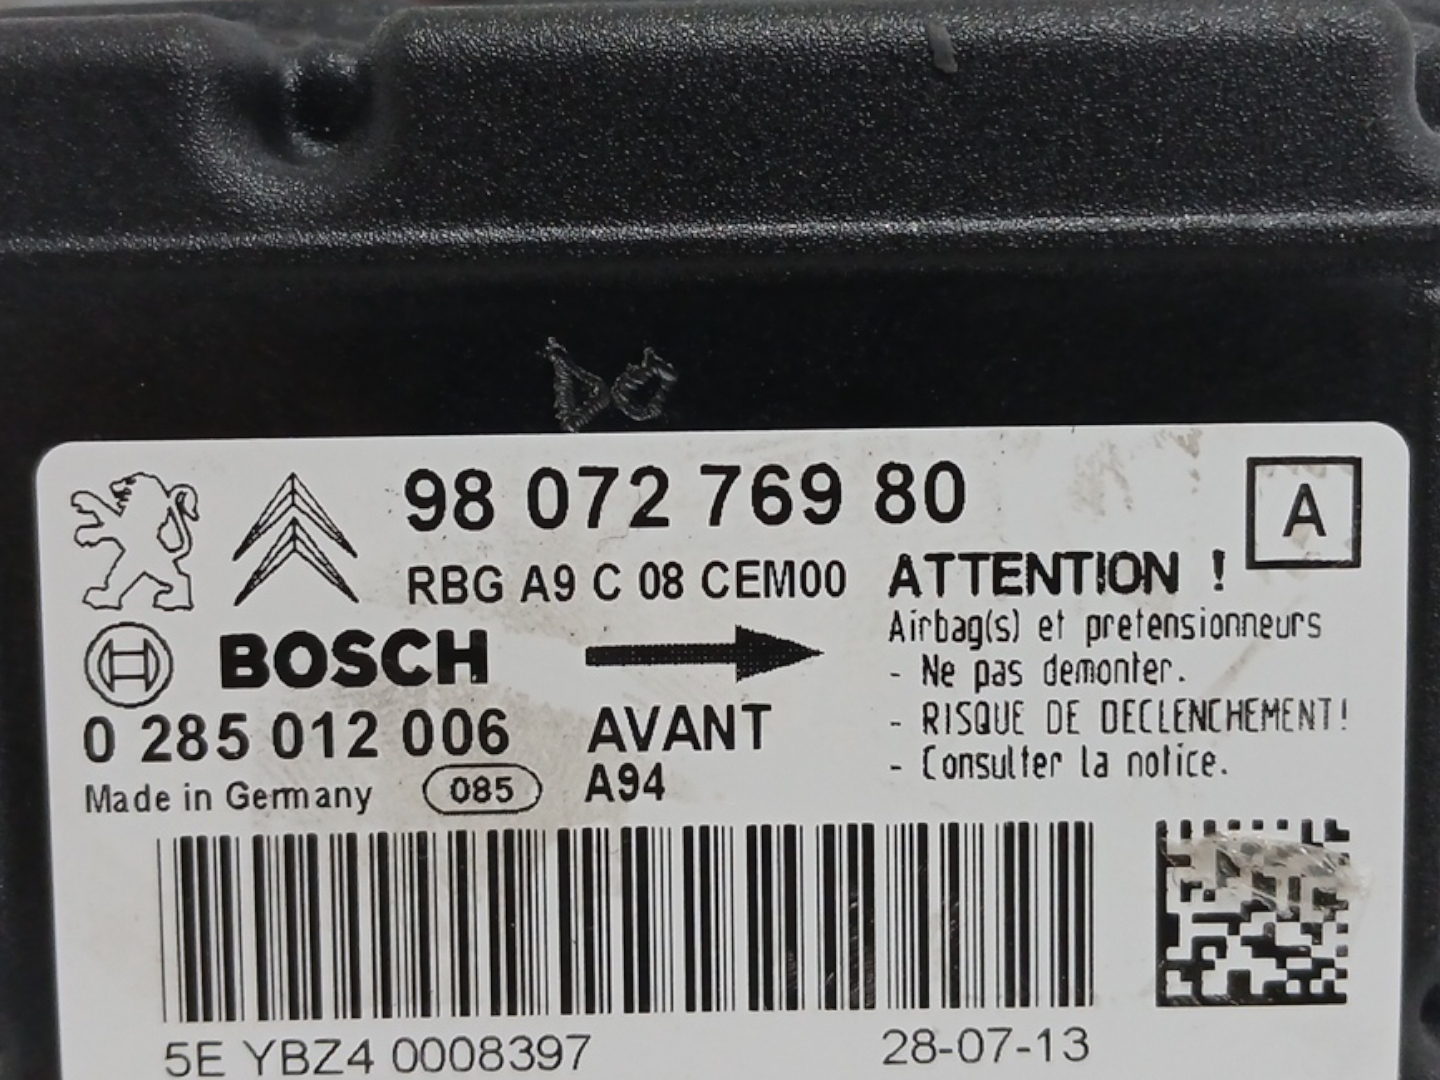 DO
98 072 769 80
A
RBG A9 C 08 CEM00
ATTENTION !
Airbag(s) et pretensionneurs
- Ne pas demonter.
- RISQUE DE DECLENCHEMENT!
- Consulter la notice.
BOSCH
0 285 012 006
AVANT
Made in Germany
085
A94
5E YBZ4 0008397
28-07-13